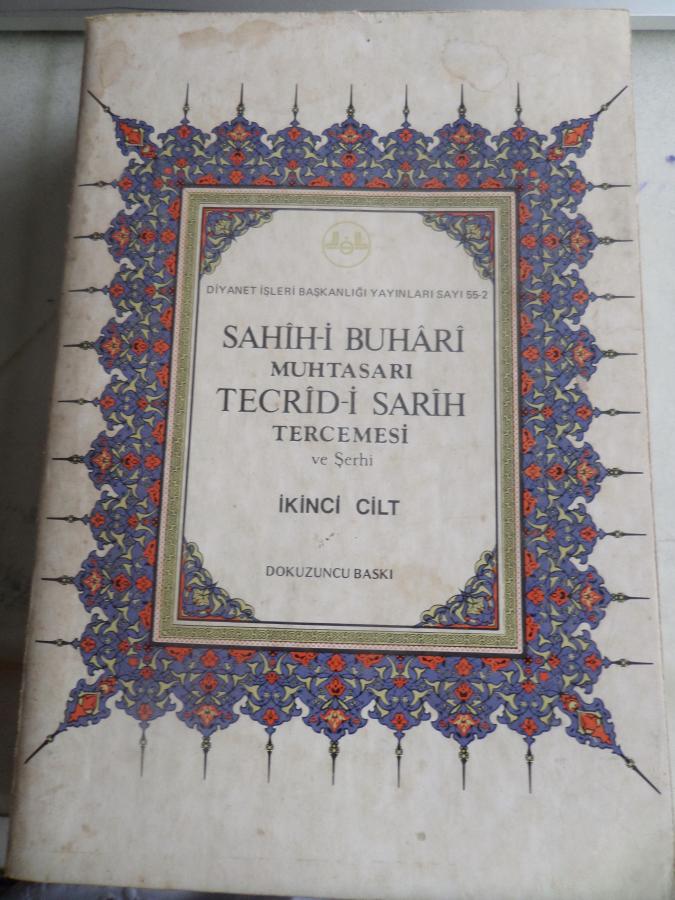 DİYANET İŞLERİ BAŞKANLIĞI YAYINLARI SAYI 55-2
SAHÎH-İ BUHÂRÎ
MUHTASARI
TECRÎD-İ SARÎH
TERCEMESİ
ve Şerhi
İKİNCİ CİLT
DOKUZUNCU BASKI